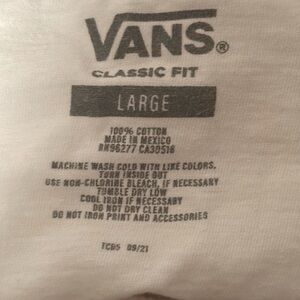 VANS®
CLASSIC FIT
LARGE
100% COTTON
MADE IN MEXICO
RN96277 CA30516
MACHINE WASH COLD WITH LIKE COLORS.
TURN INSIDE OUT
USE NON-CHLORINE BLEACH, IF NECESSARY
TUMBLE DRY LOW
COOL IRON IF NECESSARY
DO NOT DRY CLEAN
DO NOT IRON PRINT AND ACCESSORIES
09/21